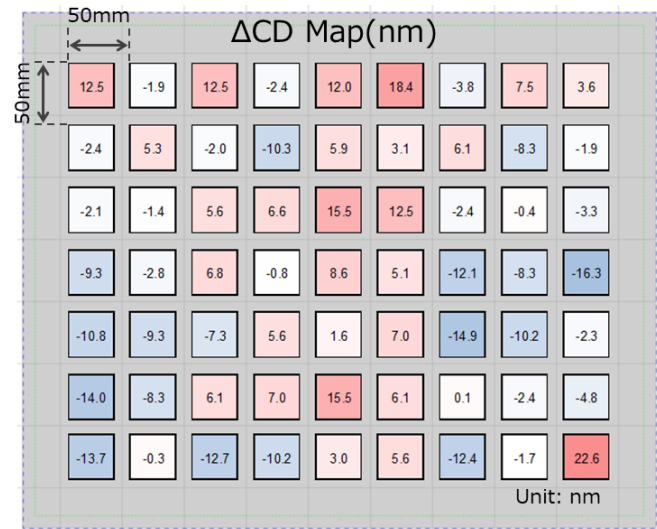 50mm
ΔCD Map(nm)
50mm
12.5 -1.9 12.5 -2.4 12.0 18.4 -3.8 7.5 3.6
-2.4 5.3 -2.0 -10.3 5.9 3.1 6.1 -8.3 -1.9
-2.1 -1.4 5.6 6.6 15.5 12.5 -2.4 -0.4 -3.3
-9.3 -2.8 6.8 -0.8 8.6 5.1 -12.1 -8.3 -16.3
-10.8 -9.3 -7.3 5.6 1.6 7.0 -14.9 -10.2 -2.3
-14.0 -8.3 6.1 7.0 15.5 6.1 0.1 -2.4 -4.8
-13.7 -0.3 -12.7 -10.2 3.0 5.6 -12.4 -1.7 22.6
Unit: nm